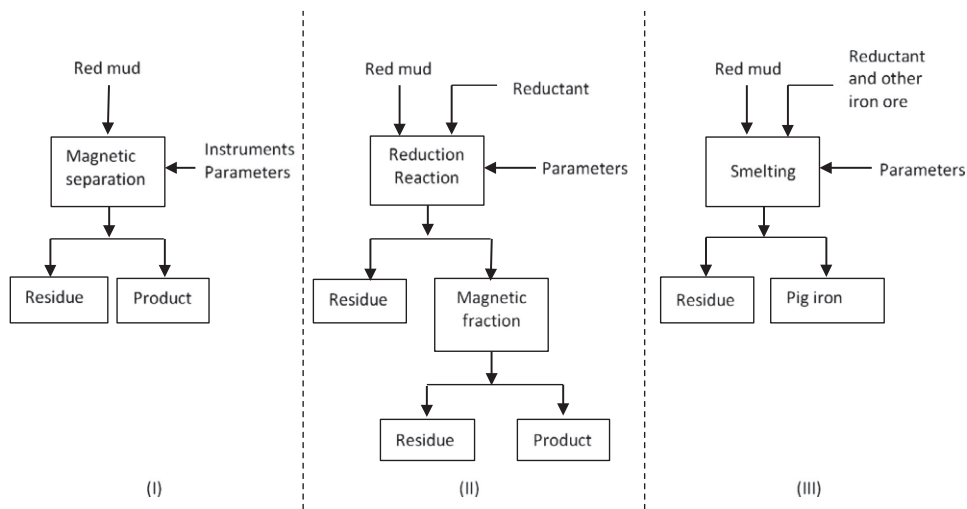 Red mud
Magnetic
separation
Instruments
Parameters
Residue
Product
(I)
Red mud
Reductant
Reduction
Reaction
Parameters
Residue
Magnetic
fraction
Residue
Product
(II)
Red mud
Reductant
and other
iron ore
Smelting
Parameters
Residue
Pig iron
(III)